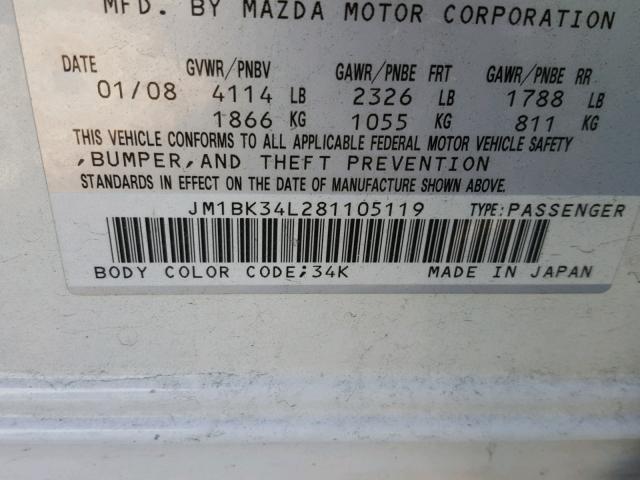 MFD. BY MAZDA MOTOR CORPORATION
DATE GVWR/PNBV GAWR/PNBE FRT GAWR/PNBE RR
01/08 4114 LB 2326 LB 1788 LB
1866 KG 1055 KG 811 KG
THIS VEHICLE CONFORMS TO ALL APPLICABLE FEDERAL MOTOR VEHICLE SAFETY
,BUMPER,AND THEFT PREVENTION
STANDARDS IN EFFECT ON THE DATE OF MANUFACTURE SHOWN ABOVE.
JM1BK34L281105119 TYPE:PASSENGER
BODY COLOR CODE;34K MADE IN JAPAN